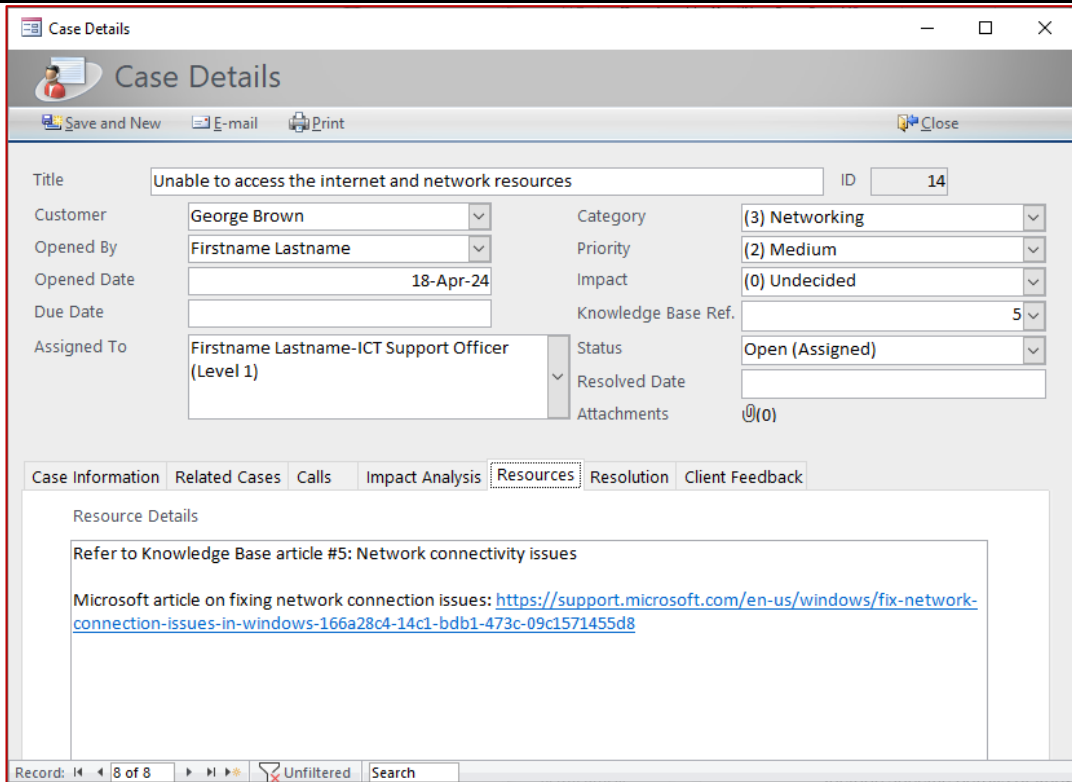 Case Details
Case Details
Save and New E-mail Print Close
Title Unable to access the internet and network resources ID 14
Customer George Brown Category (3) Networking
Opened By Firstname Lastname Priority (2) Medium
Opened Date 18-Apr-24 Impact (0) Undecided
Due Date Knowledge Base Ref. 5
Assigned To Firstname Lastname-ICT Support Officer Status Open (Assigned)
(Level 1)
Resolved Date
Attachments (0)
Case Information Related Cases Calls Impact Analysis Resources Resolution Client Feedback
Resource Details
Refer to Knowledge Base article #5: Network connectivity issues
Microsoft article on fixing network connection issues: https://support.microsoft.com/en-us/windows/fix-network-
connection-issues-in-windows-166a28c4-14c1-bdb1-473c-09c1571455d8
Record: 8 of 8 Unfiltered Search